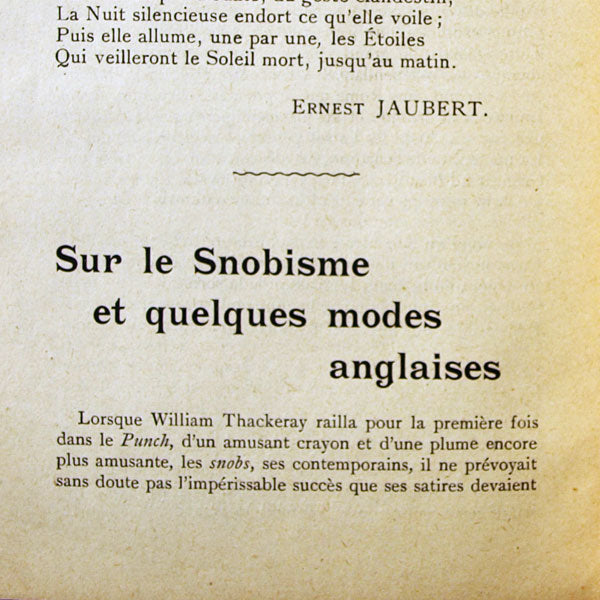 du geste clandestin,
La Nuit silencieuse endort ce qu'elle voile ;
Puis elle allume, une par une, les Étoiles
Qui veilleront le Soleil mort, jusqu'au matin.
ERNEST JAUBERT.
Sur le Snobisme
et quelques modes
anglaises
Lorsque William Thackeray railla pour la première fois
dans le Punch, d'un amusant crayon et d'une plume encore
plus amusante, les snobs, ses contemporains, il ne prévoyait
sans doute pas l'impérissable succès que ses satires devaient